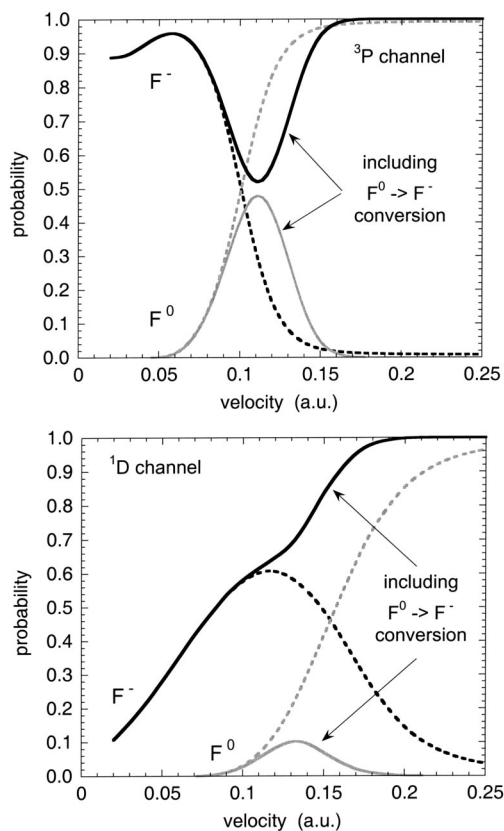 1.0
0.9
0.8
0.7
0.6
0.5
0.4
0.3
0.2
0.1
0.0
probability
³P channel
F⁻
including
F⁰ -> F⁻
conversion
F⁰
0 0.05 0.1 0.15 0.2 0.25
velocity (a.u.)
1.0
0.9
0.8
0.7
0.6
0.5
0.4
0.3
0.2
0.1
0.0
probability
¹D channel
including
F⁰ -> F⁻
conversion
F⁻
F⁰
0 0.05 0.1 0.15 0.2 0.25
velocity (a.u.)